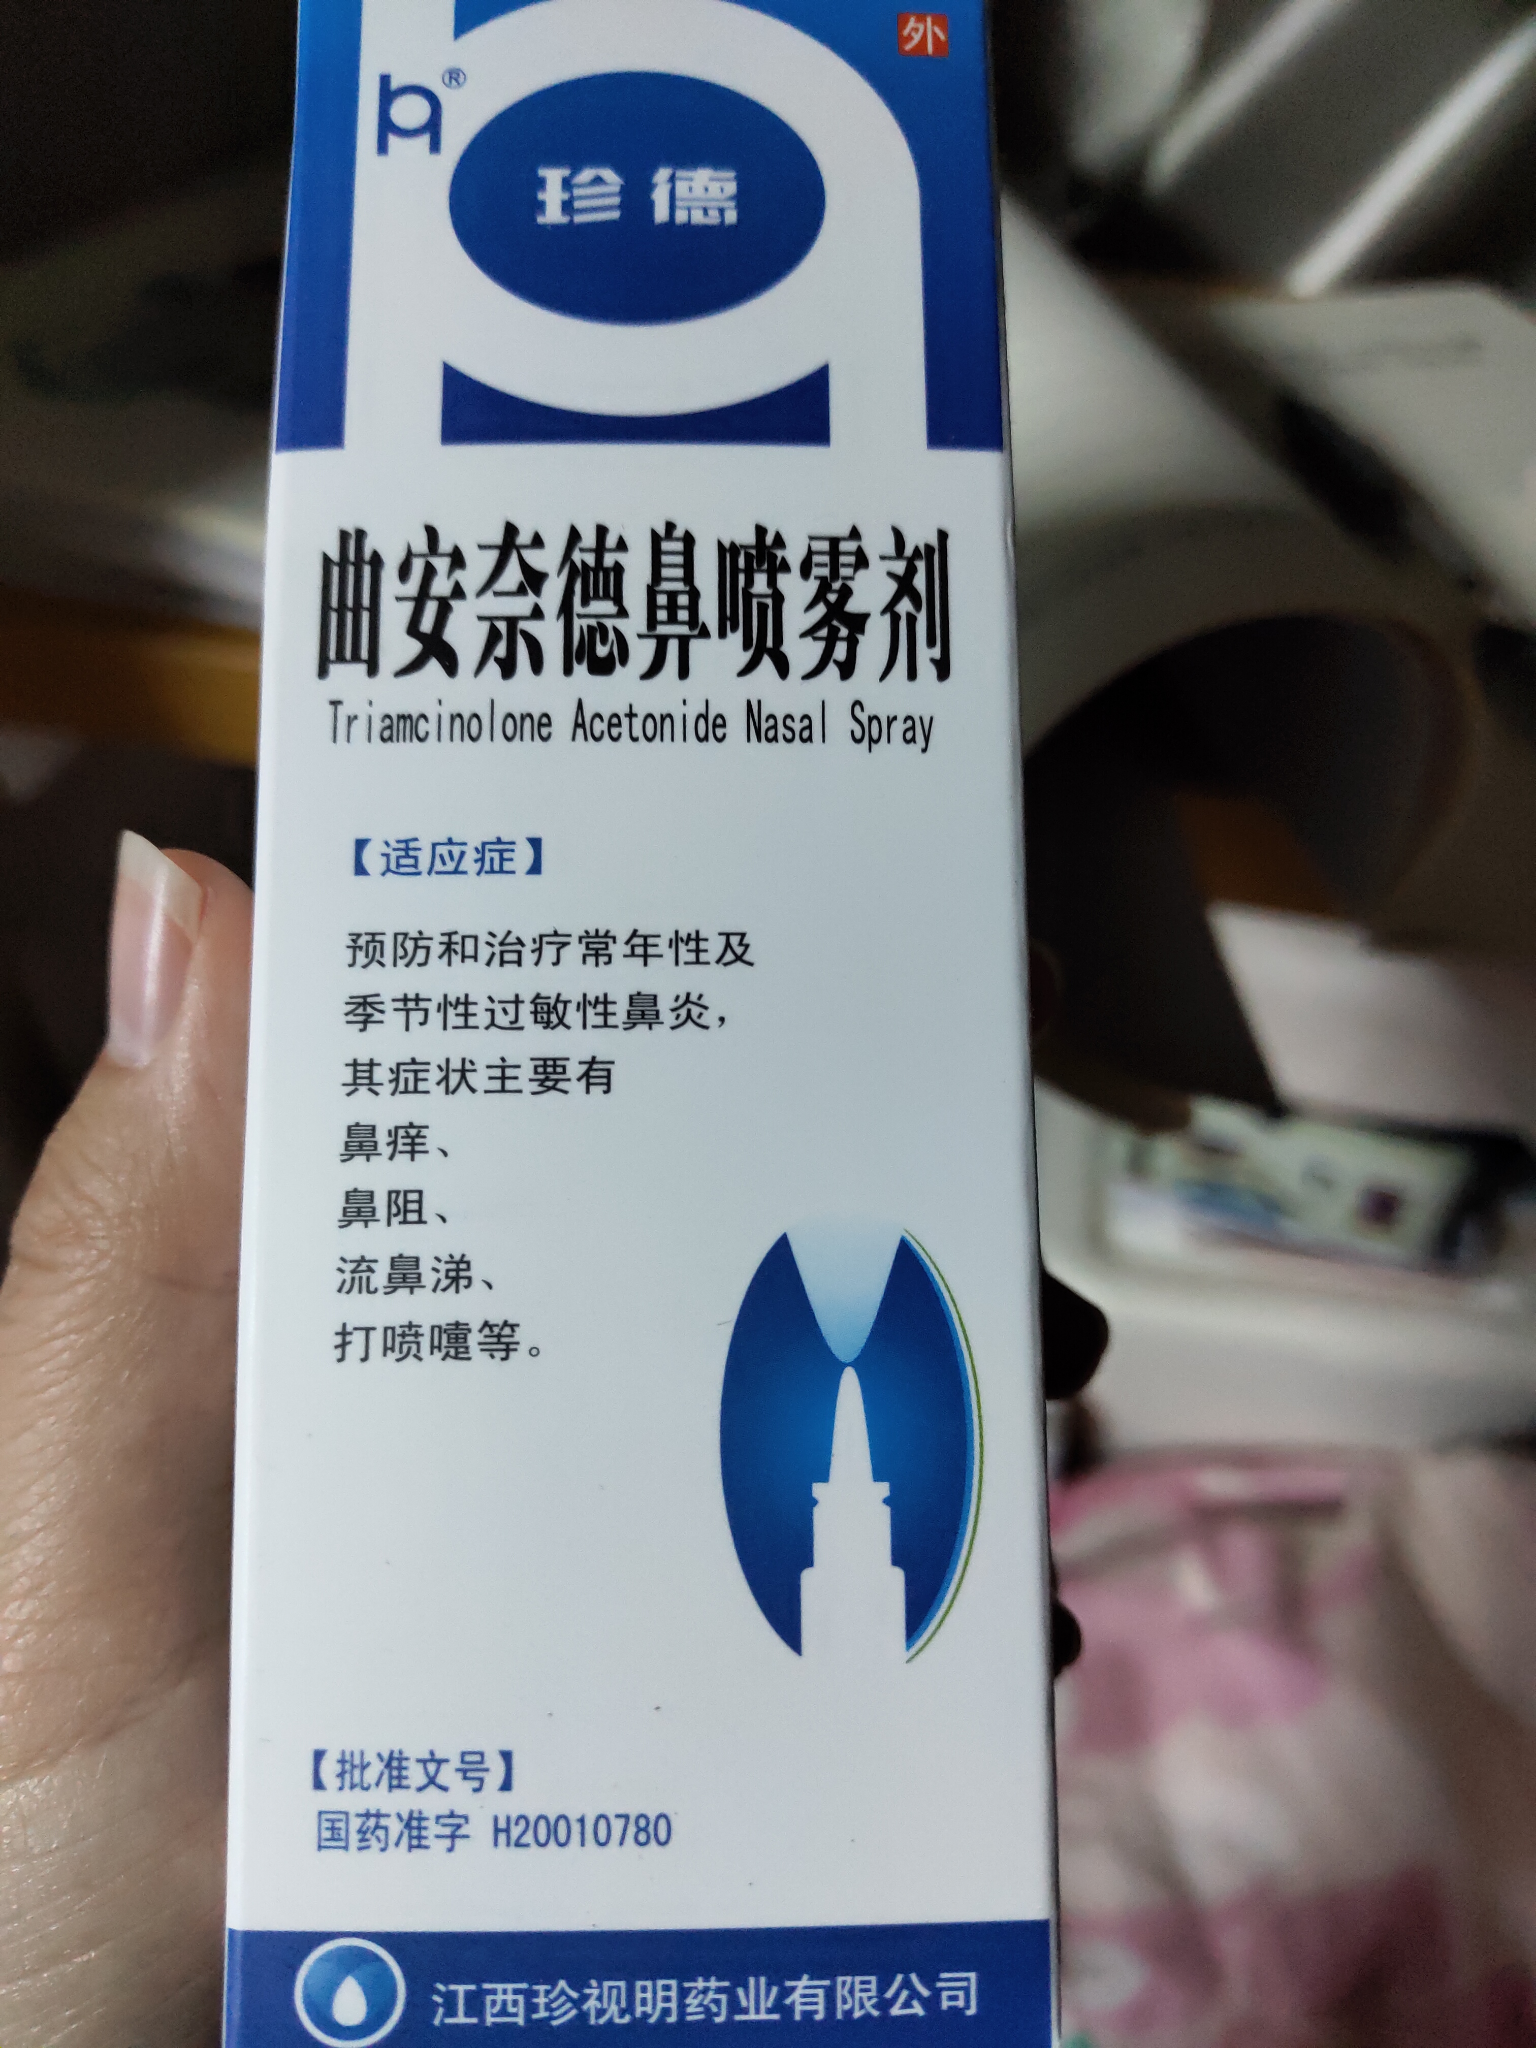 外
®
珍德
曲安奈德鼻喷雾剂
Triamcinolone Acetonide Nasal Spray
【适应症】
预防和治疗常年性及
季节性过敏性鼻炎，
其症状主要有
鼻痒、
鼻阻、
流鼻涕、
打喷嚏等。
【批准文号】
国药准字 H20010780
江西珍视明药业有限公司